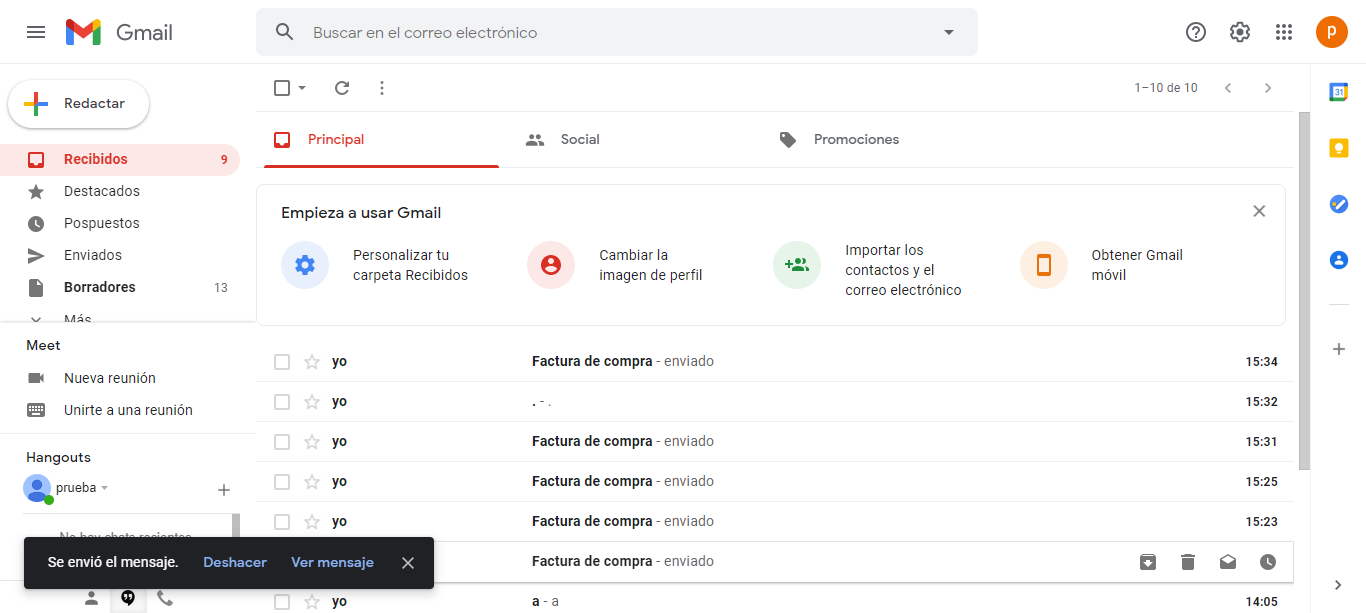 Gmail
Buscar en el correo electrónico
p
Redactar
1–10 de 10
31
Principal
Social
Promociones
Recibidos 9
Destacados
Pospuestos
Enviados
Borradores 13
Más
Empieza a usar Gmail
Personalizar tu
carpeta Recibidos
Cambiar la
imagen de perfil
Importar los
contactos y el
correo electrónico
Obtener Gmail
móvil
Meet
Nueva reunión
Unirte a una reunión
Hangouts
prueba
No hay chats recientes
yo Factura de compra - enviado 15:34
yo . - . 15:32
yo Factura de compra - enviado 15:31
yo Factura de compra - enviado 15:25
yo Factura de compra - enviado 15:23
Factura de compra - enviado
yo a - a 14:05
Se envió el mensaje. Deshacer Ver mensaje